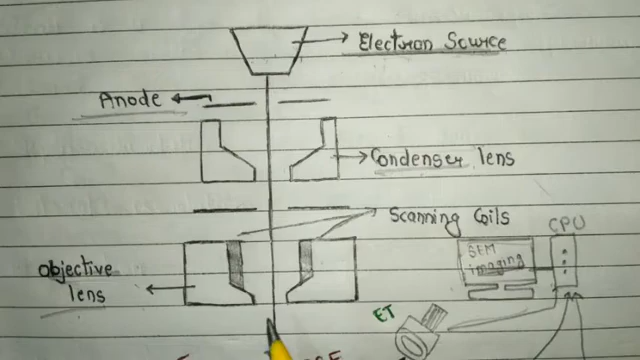 Electron Source
Anode
Condenser lens
Scanning Coils
CPU
SEM
imaging
Objective
lens
ET